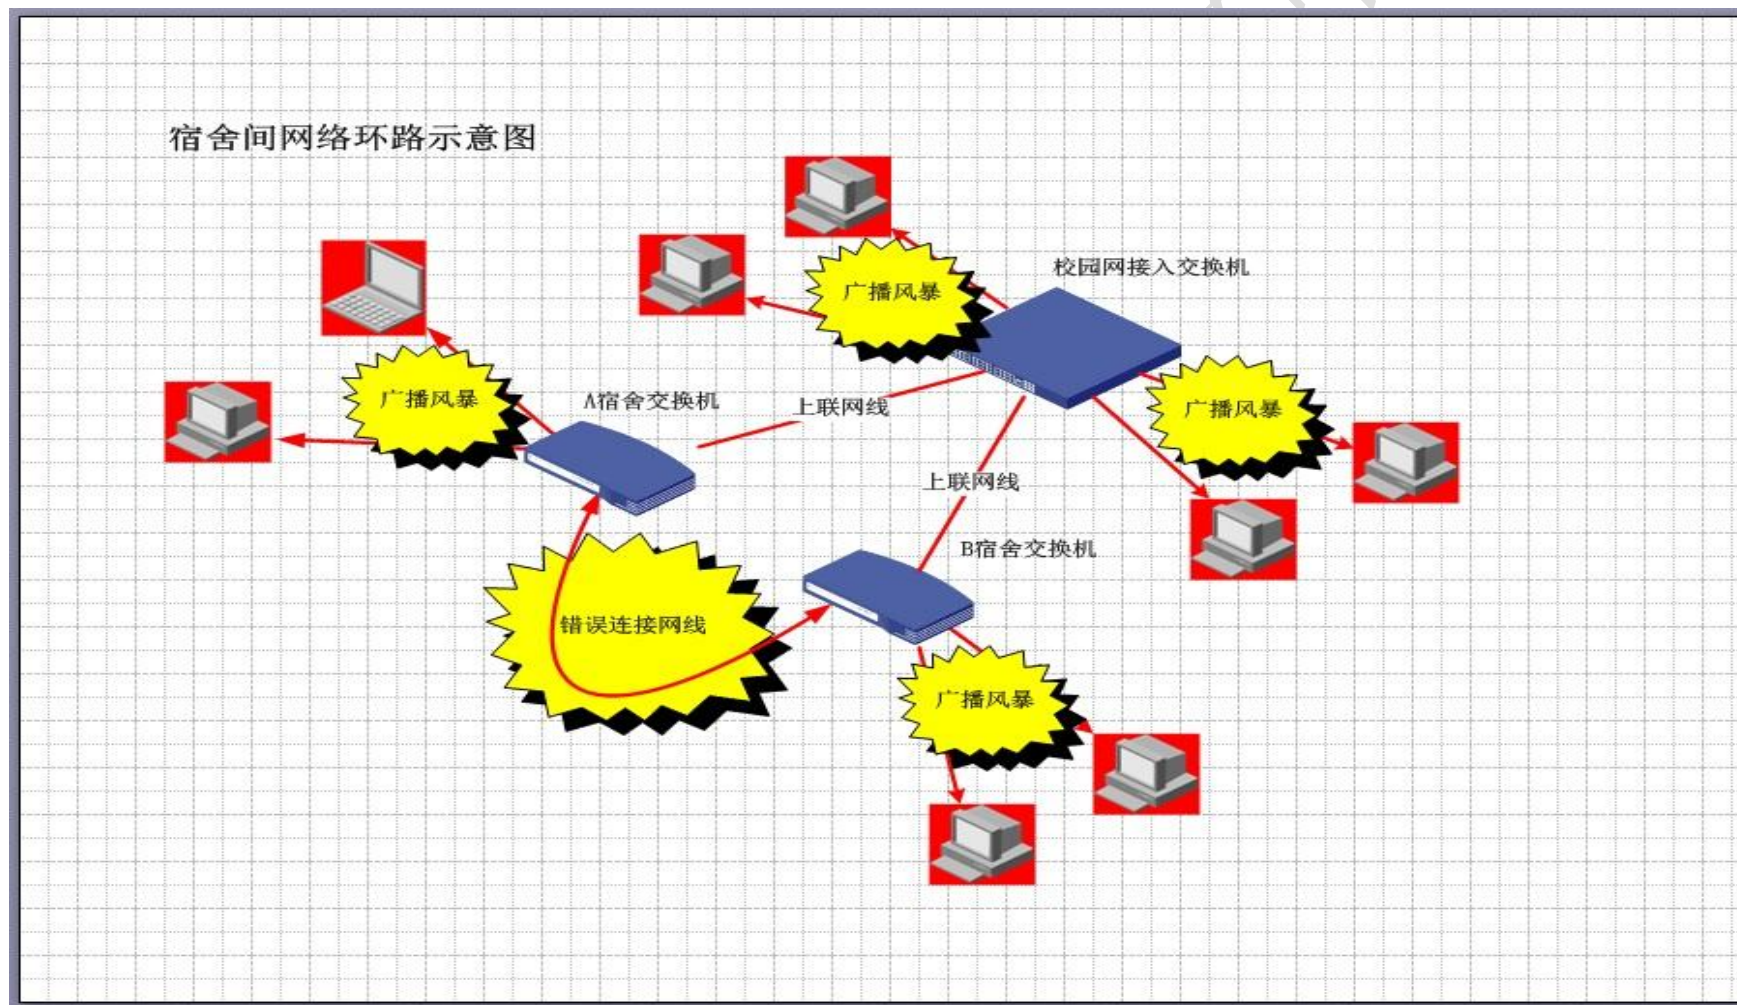 宿舍间网络环路示意图
校园网接入交换机
广播风暴
广播风暴
A宿舍交换机
上联网线
广播风暴
上联网线
B宿舍交换机
错误连接网线
广播风暴